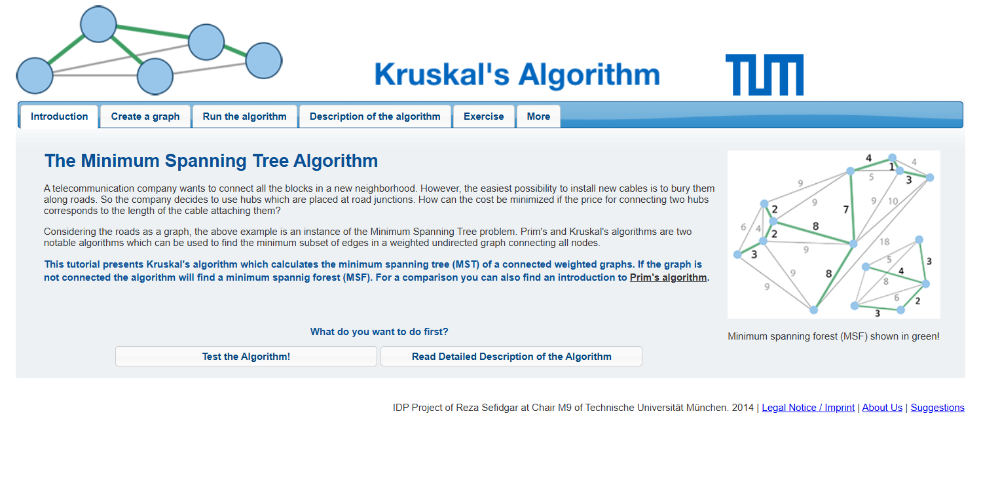 Kruskal's Algorithm
TUM
Introduction
Create a graph
Run the algorithm
Description of the algorithm
Exercise
More
The Minimum Spanning Tree Algorithm
A telecommunication company wants to connect all the blocks in a new neighborhood. However, the easiest possibility to install new cables is to bury them
along roads. So the company decides to use hubs which are placed at road junctions. How can the cost be minimized if the price for connecting two hubs
corresponds to the length of the cable attaching them?
Considering the roads as a graph, the above example is an instance of the Minimum Spanning Tree problem. Prim's and Kruskal's algorithms are two
notable algorithms which can be used to find the minimum subset of edges in a weighted undirected graph connecting all nodes.
This tutorial presents Kruskal's algorithm which calculates the minimum spanning tree (MST) of a connected weighted graphs. If the graph is
not connected the algorithm will find a minimum spannig forest (MSF). For a comparison you can also find an introduction to Prim's algorithm.
What do you want to do first?
Test the Algorithm!
Read Detailed Description of the Algorithm
4
4
1
5
3
9
9
9
10
2
7
6
4
8
2
18
9
3
5
3
4
9
8
8
9
6
2
3
Minimum spanning forest (MSF) shown in green!
IDP Project of Reza Sefidgar at Chair M9 of Technische Universität München. 2014 | Legal Notice / Imprint | About Us | Suggestions